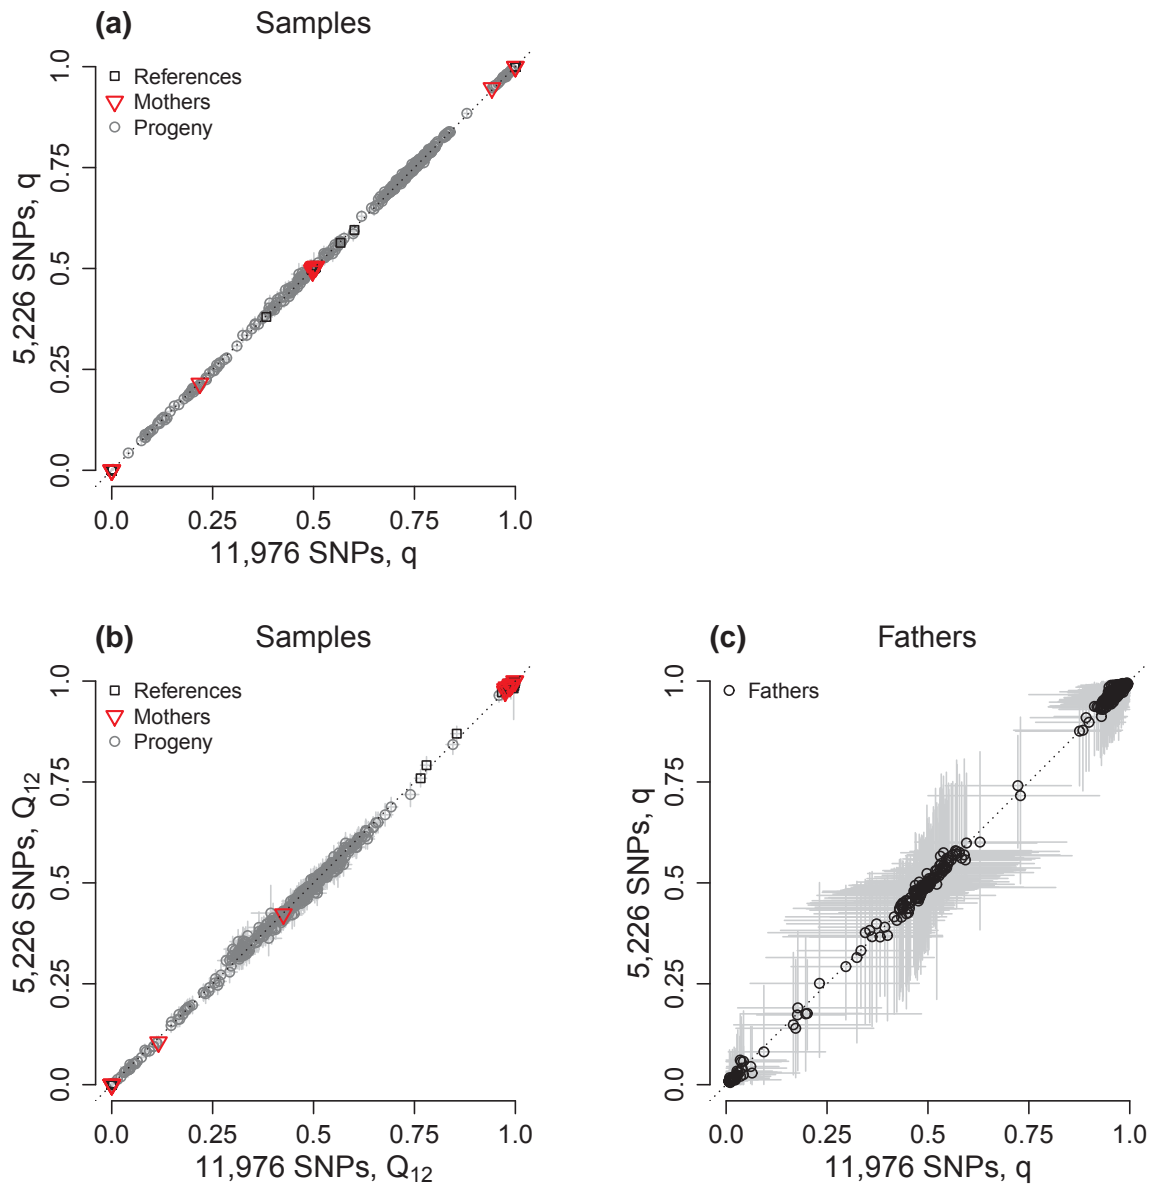 (a) Samples
References
Mothers
Progeny
1.0
0.75
0.5
0.25
0.0
5,226 SNPs, q
0.0 0.25 0.5 0.75 1.0
11,976 SNPs, q
(b) Samples
References
Mothers
Progeny
1.0
0.75
0.5
0.25
0.0
5,226 SNPs, Q12
0.0 0.25 0.5 0.75 1.0
11,976 SNPs, Q12
(c) Fathers
Fathers
1.0
0.75
0.5
0.25
0.0
5,226 SNPs, q
0.0 0.25 0.5 0.75 1.0
11,976 SNPs, q